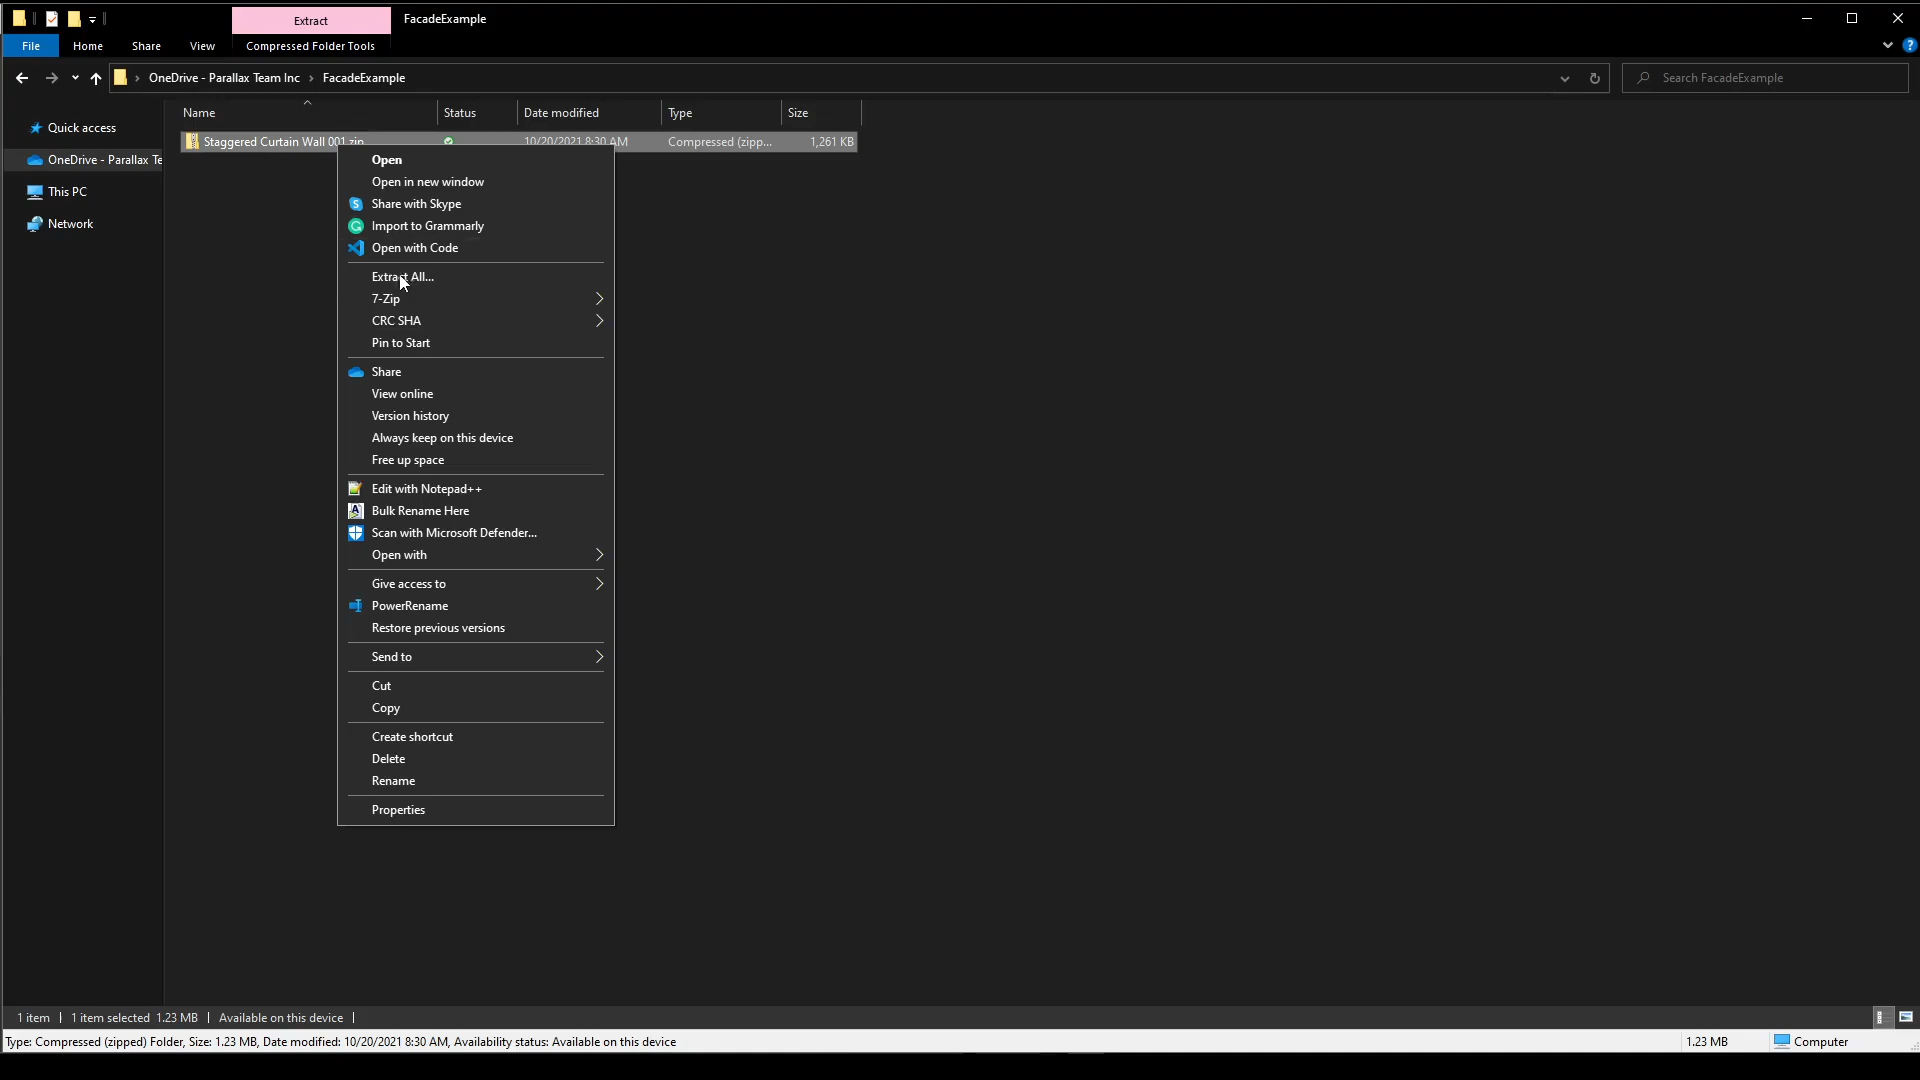 Extract
FacadeExample
File
Home
Share
View
Compressed Folder Tools
?
OneDrive - Parallax Team Inc › FacadeExample
Search FacadeExample
Name
Status
Date modified
Type
Size
Quick access
OneDrive - Parallax Te
This PC
Network
Staggered Curtain Wall 001.zip
10/20/2021 8:30 AM
Compressed (zipp...
1,261 KB
Open
Open in new window
Share with Skype
Import to Grammarly
Open with Code
Extract All...
7-Zip
CRC SHA
Pin to Start
Share
View online
Version history
Always keep on this device
Free up space
Edit with Notepad++
Bulk Rename Here
Scan with Microsoft Defender...
Open with
Give access to
PowerRename
Restore previous versions
Send to
Cut
Copy
Create shortcut
Delete
Rename
Properties
1 item | 1 item selected 1.23 MB | Available on this device |
Type: Compressed (zipped) Folder, Size: 1.23 MB, Date modified: 10/20/2021 8:30 AM, Availability status: Available on this device
1.23 MB
Computer